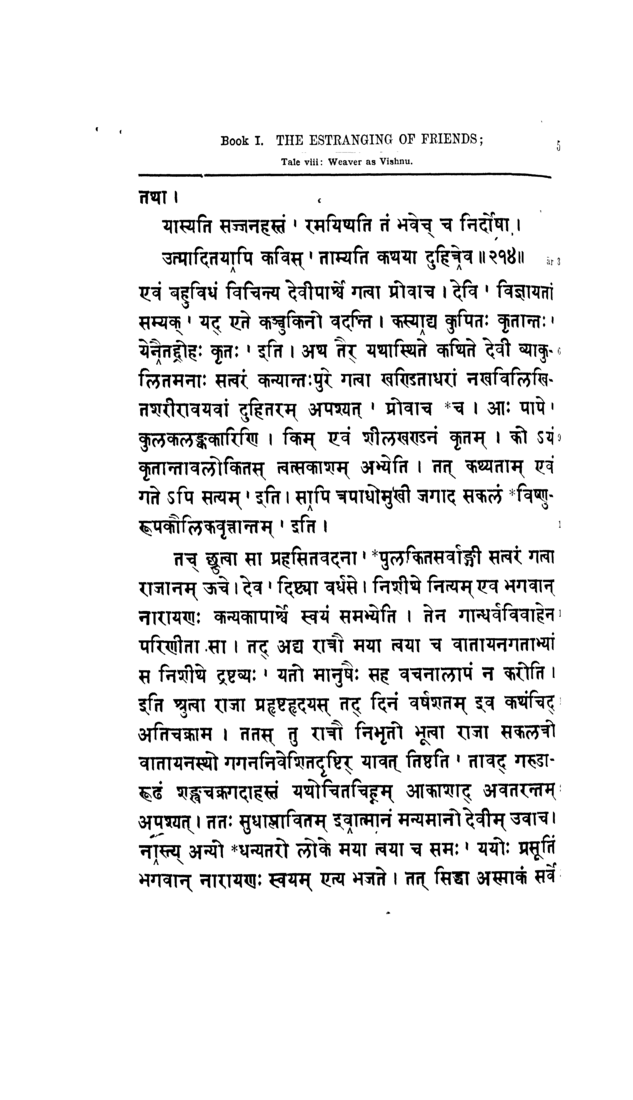 Book I. THE ESTRANGING OF FRIENDS;
Tale viii: Weaver as Vishnu.
तथा ।
यास्यति सज्जनहस्तं ' रमयिष्यति तं भवेच् च निर्दोषा ।
उत्पादितयापि कविस् ' ताम्यति कथया दुहित्रेव ॥ २१४॥ ār 3
एवं बहुविधं विचिन्त्य देवीपार्श्वे गत्वा प्रोवाच । देवि ' विज्ञायतां
सम्यक् ' यद् एते कञ्चुकिनो वदन्ति । कस्याद्य कुपितः कृतान्तः '
येनैतद्द्रोहः कृतः ' इति । अथ तैर् यथास्थिते कथिते देवी व्याकु-
लितमनाः सत्वरं कन्यान्तःपुरे गत्वा खण्डिताधरां नखविलिखि-
तशरीरावयवां दुहितरम् अपश्यत् ' प्रोवाच *च । आः पापे '
कुलकलङ्ककारिणि । किम् एवं शीलखण्डनं कृतम् । को ऽयं
कृतान्तावलोकितस् त्वत्सकाशम् अभ्येति । तत् कथ्यताम् एवं
गते ऽपि सत्यम् ' इति । सापि त्रपाधोमुखी जगाद सकलं *विष्णु-
रूपकौलिकवृत्तान्तम् ' इति ।
तच् छ्रुत्वा सा प्रहसितवदना ' *पुलकितसर्वाङ्गी सत्वरं गत्वा
राजानम् ऊचे । देव ' दिष्ट्या वर्धसे । निशीथे नित्यम् एव भगवान्
नारायणः कन्यकापार्श्वे स्वयं समभ्येति । तेन गान्धर्वविवाहेन
परिणीता सा । तद् अद्य रात्रौ मया त्वया च वातायनगताभ्यां
स निशीथे द्रष्टव्यः ' यतो मानुषैः सह वचनालापं न करोति ।
इति श्रुत्वा राजा प्रहृष्टहृदयस् तद् दिनं वर्षशतम् इव कथंचिद्
अतिचक्राम । ततस् तु रात्रौ निभृतो भूत्वा राजा सकलत्रो
वातायनस्थो गगननिवेशितदृष्टिर् यावत् तिष्ठति ' तावद् गरुडा-
रूढं शङ्खचक्रगदाहस्तं यथोचितचिह्नम् आकाशाद् अवतरन्तम्
अपश्यत् । ततः सुधाप्लावितम् इवात्मानं मन्यमानो देवीम् उवाच ।
नास्त्य् अन्यो *धन्यतरो लोके मया त्वया च समः ' ययोः प्रसूतिं
भगवान् नारायणः स्वयम् एत्य भजते । तत् सिद्धा अस्माकं सर्वे